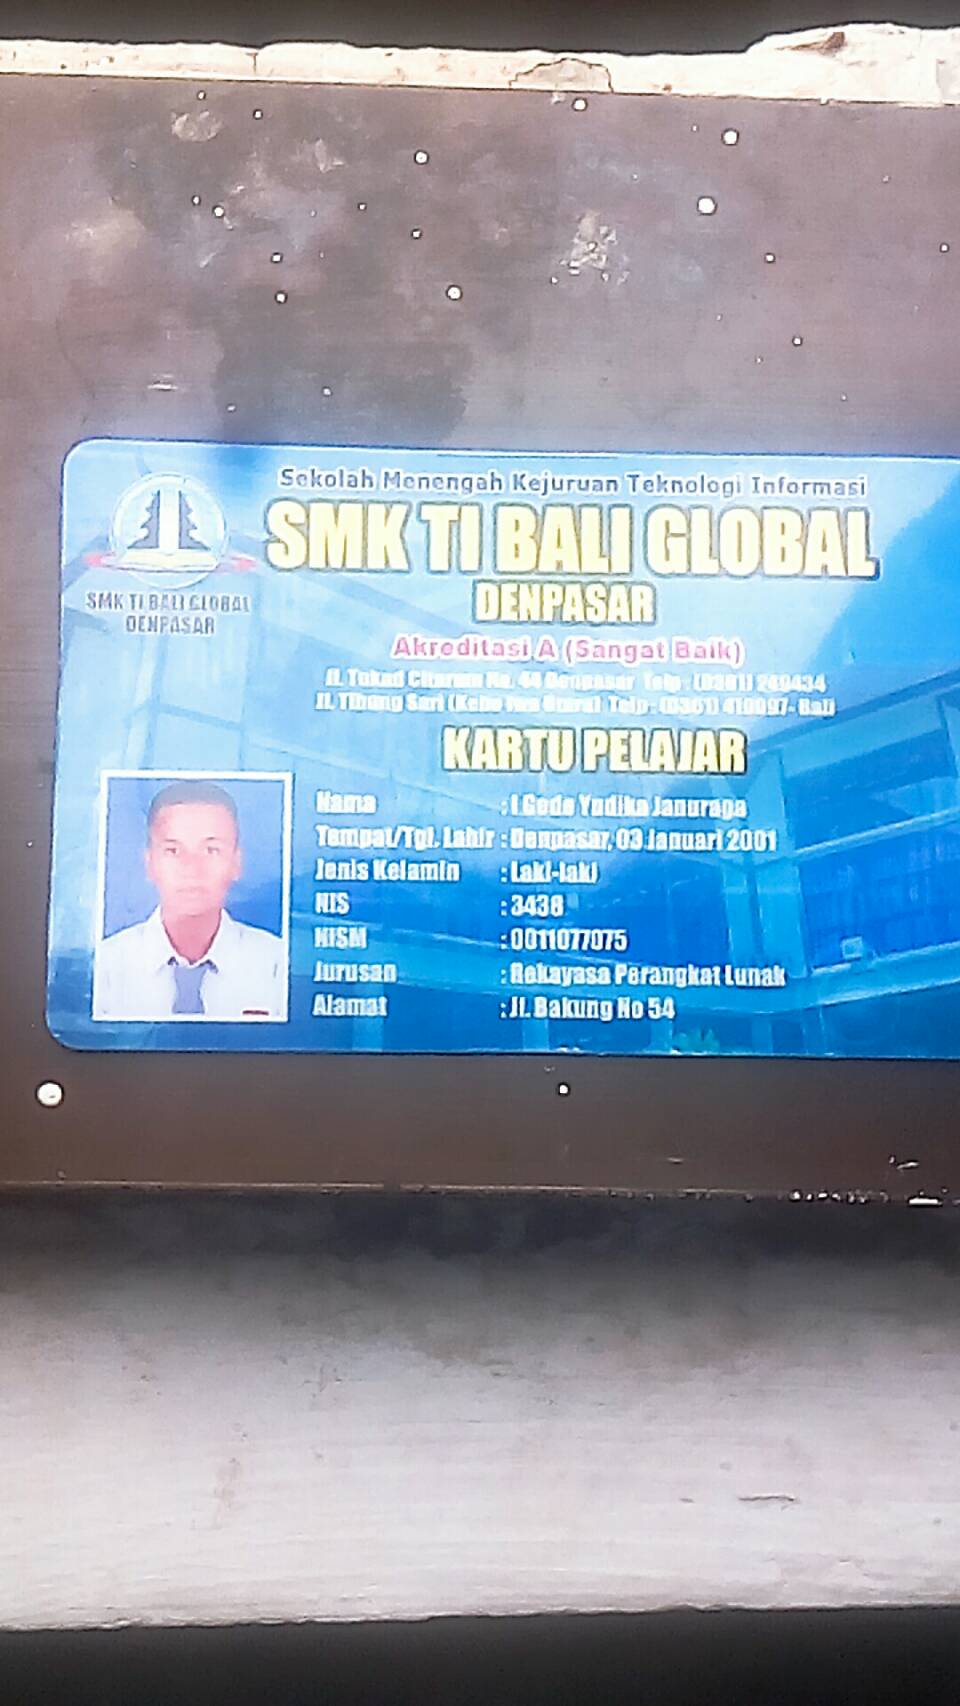 Sekolah Menengah Kejuruan Teknologi Informasi
SMK TI BALI GLOBAL
DENPASAR
SMK TI BALI GLOBAL
DENPASAR
Akreditasi A (Sangat Baik)
Jl. Tukad Citarum No. 44 Denpasar Telp : (0361) 249434
Jl. Tibung Sari (Kebo Iwa Utara) Telp : (0361) 419097- Bali
KARTU PELAJAR
Nama : I Gede Yudika Januraga
Tempat/Tgl. Lahir : Denpasar, 03 Januari 2001
Jenis Kelamin : Laki-laki
NIS : 3438
NISM : 0011077075
Jurusan : Rekayasa Perangkat Lunak
Alamat : Jl. Bakung No 54